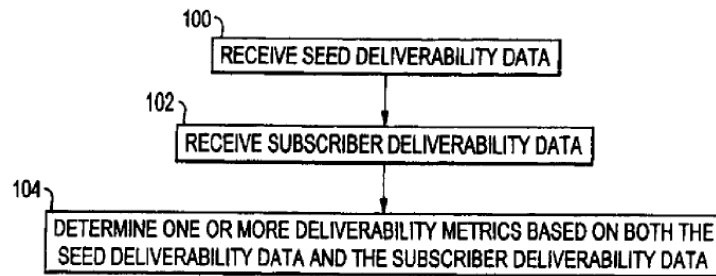 100
RECEIVE SEED DELIVERABILITY DATA
102
RECEIVE SUBSCRIBER DELIVERABILITY DATA
104
DETERMINE ONE OR MORE DELIVERABILITY METRICS BASED ON BOTH THE
SEED DELIVERABILITY DATA AND THE SUBSCRIBER DELIVERABILITY DATA